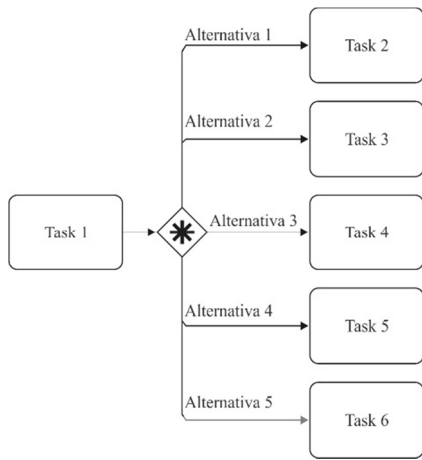 Alternativa 1
Task 2
Alternativa 2
Task 3
Task 1
Alternativa 3
Task 4
Alternativa 4
Task 5
Alternativa 5
Task 6